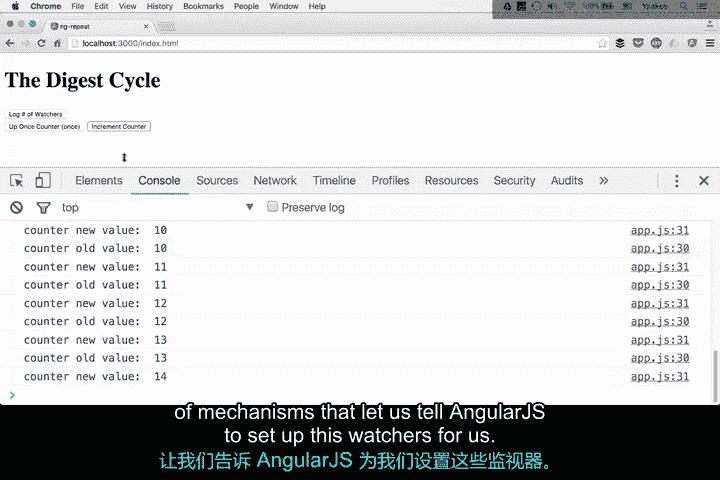 Chrome File Edit View History Bookmarks People Window Help 100% Yaakov
ng-repeat
localhost:3000/index.html
The Digest Cycle
Log # of Watchers
Up Once Counter (once) Increment Counter
Elements Console Sources Network Timeline Profiles Resources Security Audits »
top Preserve log
counter new value: 10 app.js:31
counter old value: 10 app.js:30
counter new value: 11 app.js:31
counter old value: 11 app.js:30
counter new value: 12 app.js:31
counter old value: 12 app.js:30
counter new value: 13 app.js:31
counter old value: 13 app.js:30
counter new value: 14 app.js:31
>
of mechanisms that let us tell AngularJS
to set up this watchers for us.
让我们告诉 AngularJS 为我们设置这些监视器。